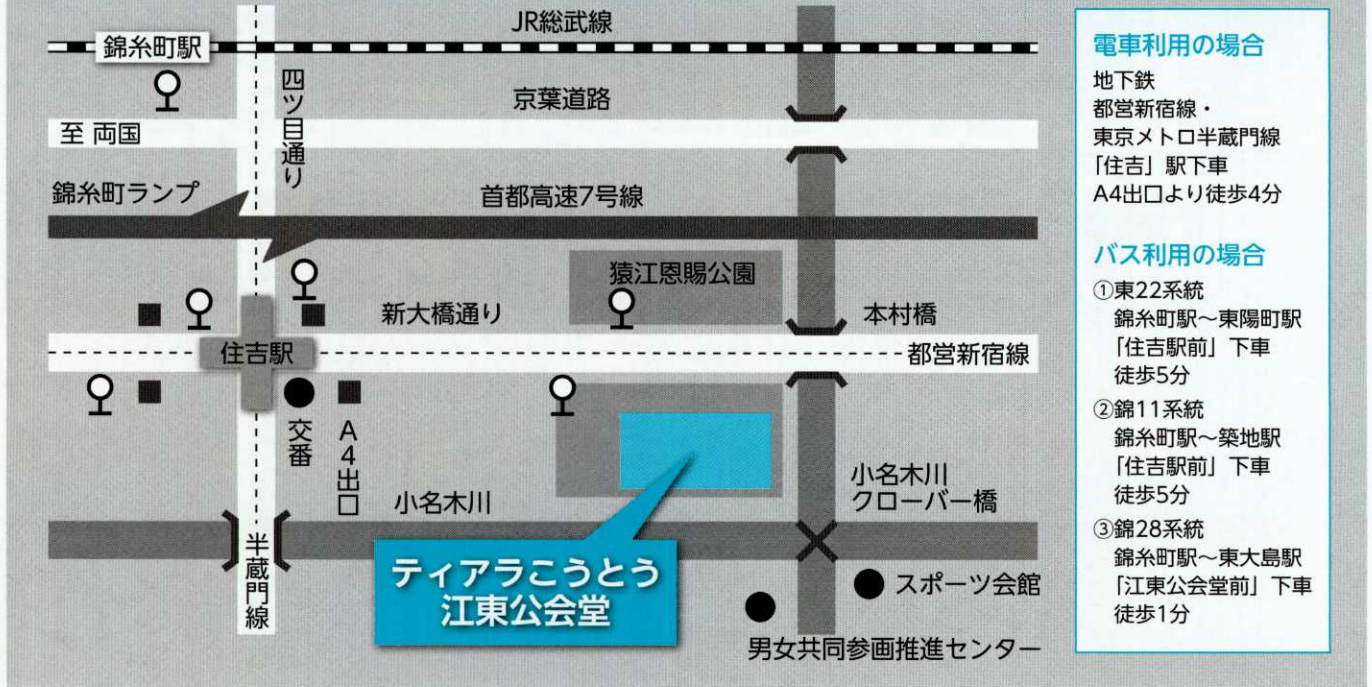 JR総武線
錦糸町駅
四ツ目通り
京葉道路
至 両国
錦糸町ランプ
首都高速7号線
猿江恩賜公園
新大橋通り
本村橋
住吉駅
都営新宿線
交番
A4出口
小名木川
小名木川
クローバー橋
半蔵門線
ティアラこうとう
江東公会堂
スポーツ会館
男女共同参画推進センター
電車利用の場合
地下鉄
都営新宿線・
東京メトロ半蔵門線
「住吉」駅下車
A4出口より徒歩4分
バス利用の場合
①東22系統
錦糸町駅〜東陽町駅
「住吉駅前」下車
徒歩5分
②錦11系統
錦糸町駅〜築地駅
「住吉駅前」下車
徒歩5分
③錦28系統
錦糸町駅〜東大島駅
「江東公会堂前」下車
徒歩1分